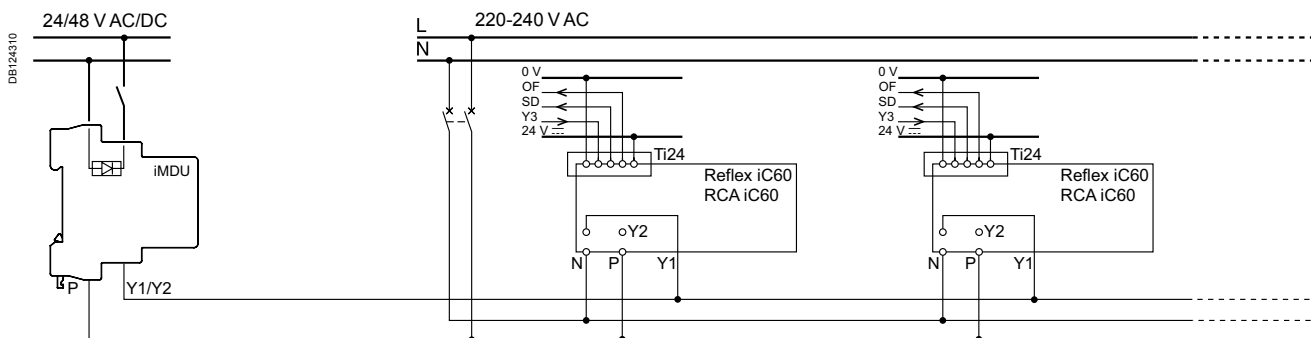 24/48 V AC/DC
DB124310
iMDU
P
Y1/Y2
L
220-240 V AC
N
0 V
OF
SD
Y3
24 V
Ti24
Reflex iC60
RCA iC60
Y2
N
P
Y1
0 V
OF
SD
Y3
24 V
Ti24
Reflex iC60
RCA iC60
Y2
N
P
Y1